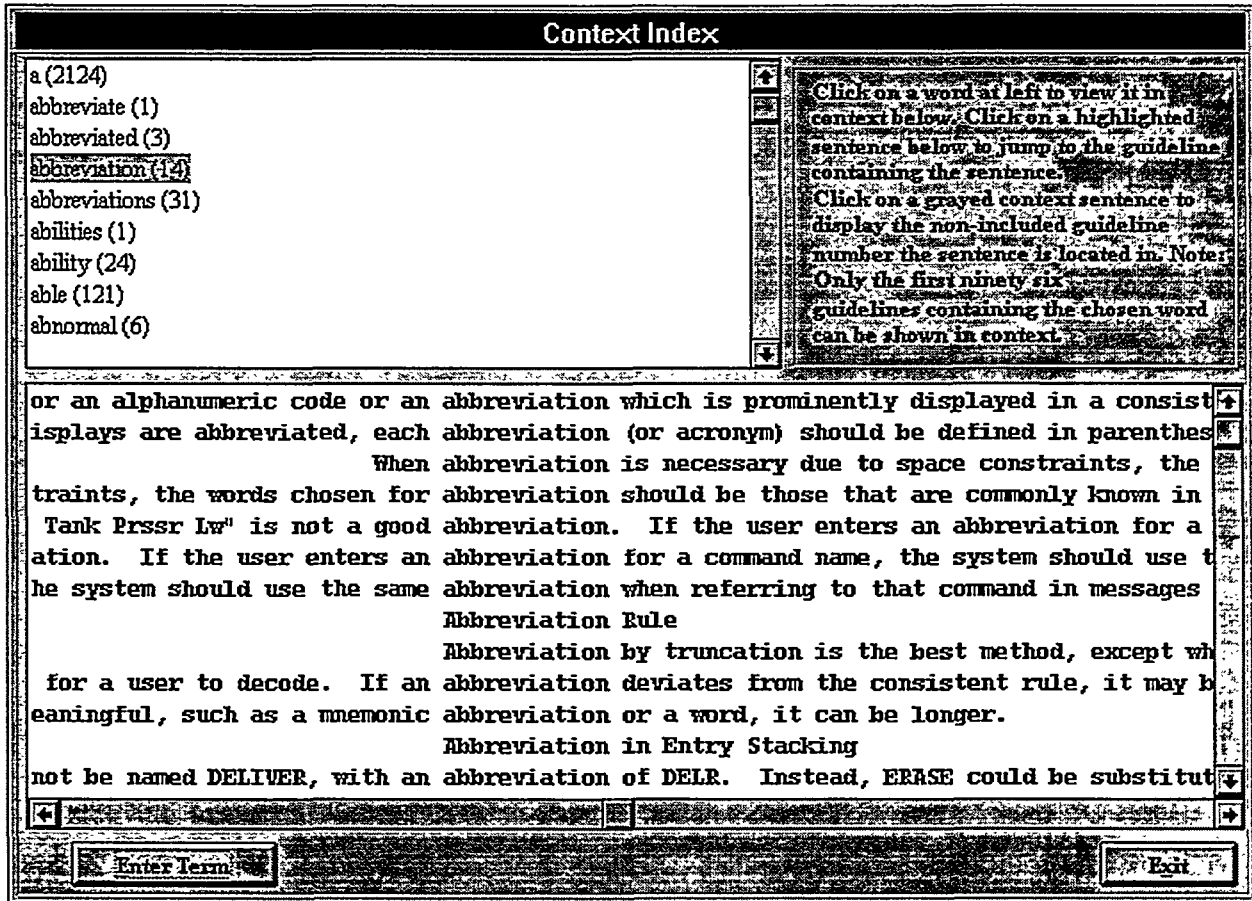 Context Index
a (2124)
abbreviate (1)
abbreviated (3)
abbreviation (14)
abbreviations (31)
abilities (1)
ability (24)
able (121)
abnormal (6)
Click on a word at left to view it in
context below. Click on a highlighted
sentence below to jump to the guideline
containing the sentence.
Click on a grayed context sentence to
display the non-included guideline
number the sentence is located in. Note:
Only the first ninety six
guidelines containing the chosen word
can be shown in context.
or an alphanumeric code or an abbreviation which is prominently displayed in a consist
isplays are abbreviated, each abbreviation (or acronym) should be defined in parenthes
When abbreviation is necessary due to space constraints, the
traints, the words chosen for abbreviation should be those that are commonly known in
Tank Prssr Lw" is not a good abbreviation. If the user enters an abbreviation for a
ation. If the user enters an abbreviation for a command name, the system should use t
he system should use the same abbreviation when referring to that command in messages
Abbreviation Rule
Abbreviation by truncation is the best method, except wh
for a user to decode. If an abbreviation deviates from the consistent rule, it may b
eaningful, such as a mnemonic abbreviation or a word, it can be longer.
Abbreviation in Entry Stacking
not be named DELIVER, with an abbreviation of DELR. Instead, ERASE could be substitut
Enter Term
Exit